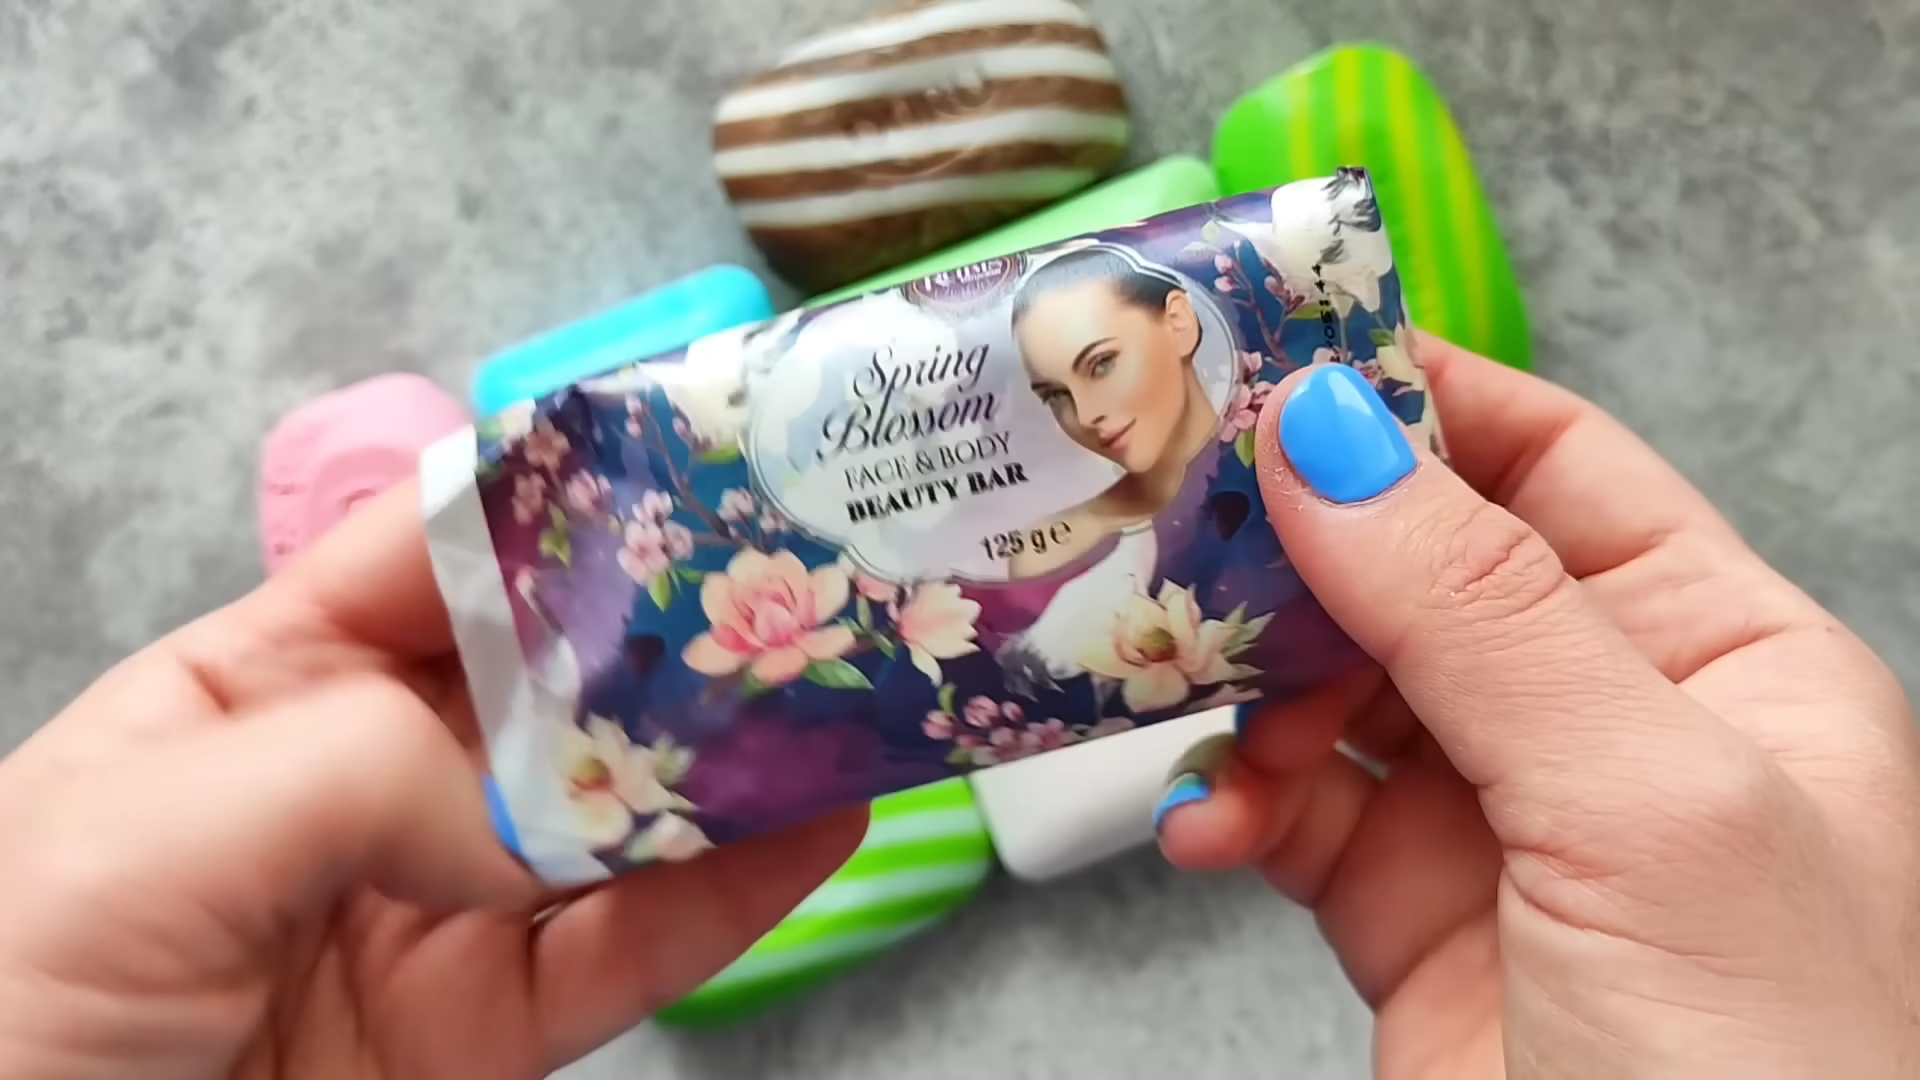 Spring
Blossom
FACE & BODY
BEAUTY BAR
125 g ℮